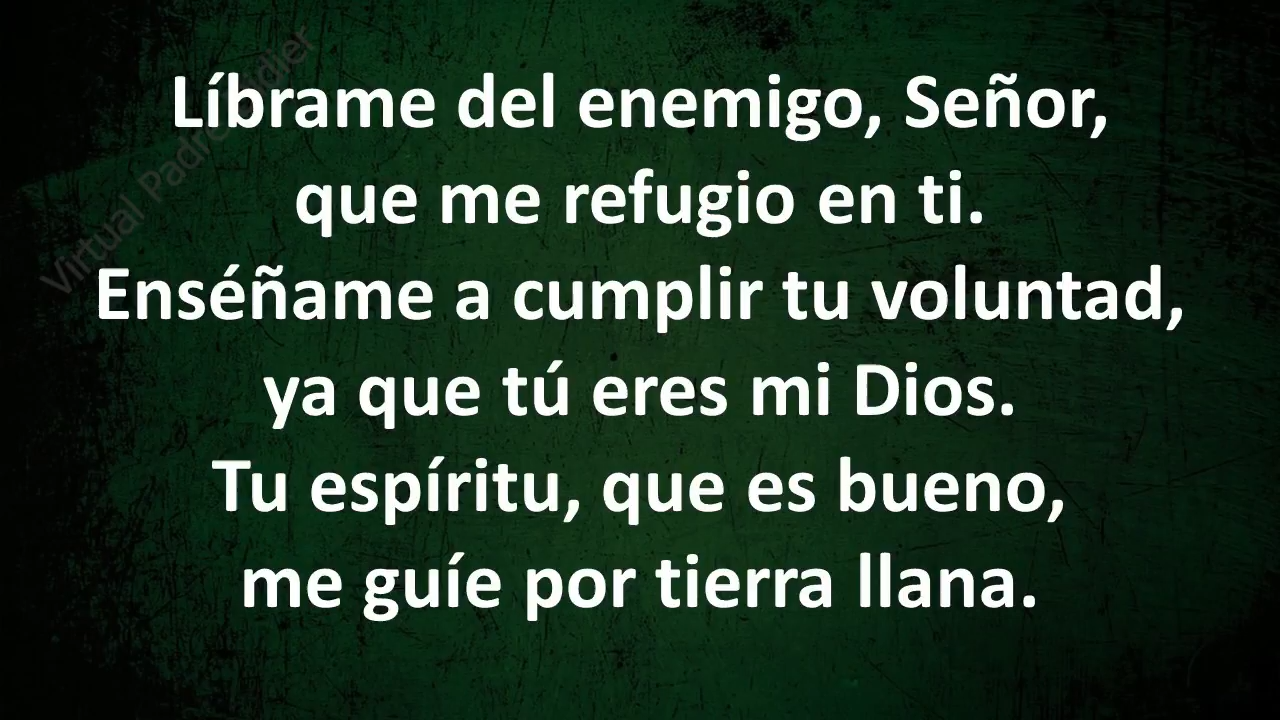 Líbrame del enemigo, Señor,
que me refugio en ti.
Enséñame a cumplir tu voluntad,
ya que tú eres mi Dios.
Tu espíritu, que es bueno,
me guíe por tierra llana.
Virtual Padre